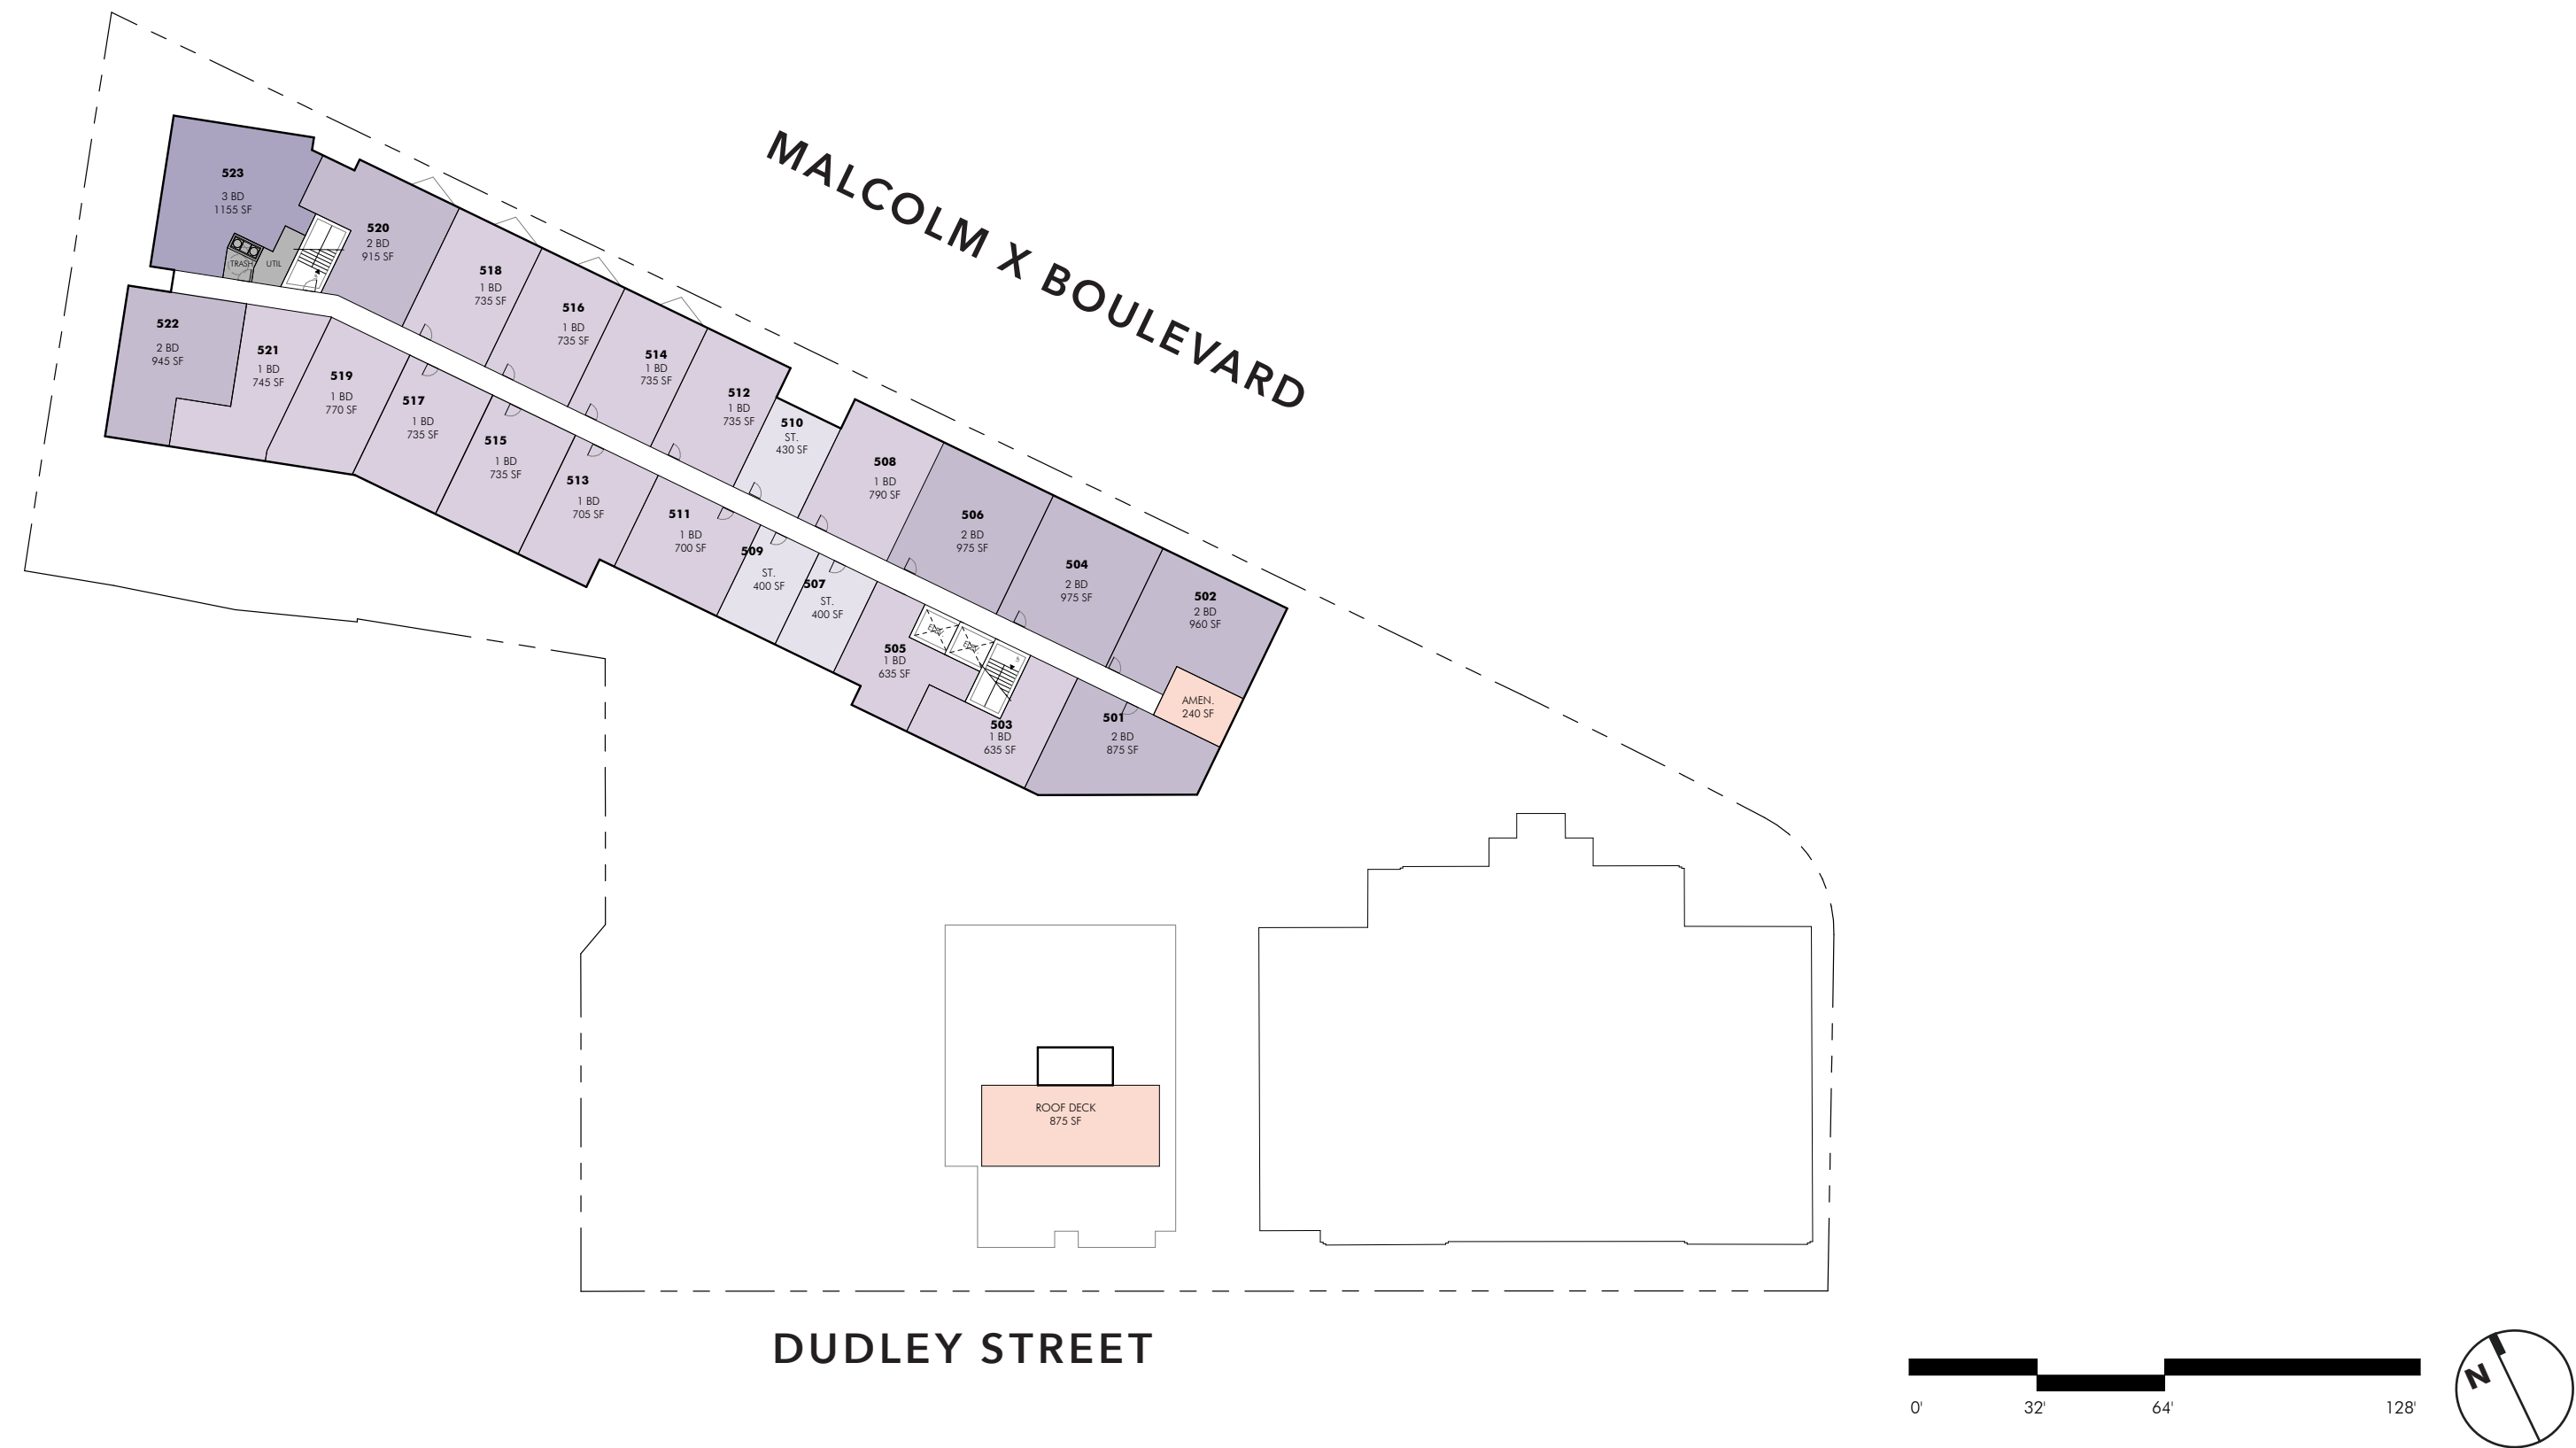 MALCOLM X BOULEVARD
523
3 BD
1155 SF
TRASH
UTIL
520
2 BD
915 SF
518
1 BD
735 SF
516
1 BD
735 SF
514
1 BD
735 SF
512
1 BD
735 SF
510
ST.
430 SF
508
1 BD
790 SF
506
2 BD
975 SF
504
2 BD
975 SF
502
2 BD
960 SF
522
2 BD
945 SF
521
1 BD
745 SF
519
1 BD
770 SF
517
1 BD
735 SF
515
1 BD
735 SF
513
1 BD
705 SF
511
1 BD
700 SF
509
ST.
400 SF
507
ST.
400 SF
505
1 BD
635 SF
503
1 BD
635 SF
501
2 BD
875 SF
AMEN.
240 SF
ROOF DECK
875 SF
DUDLEY STREET
0' 32' 64' 128'
N